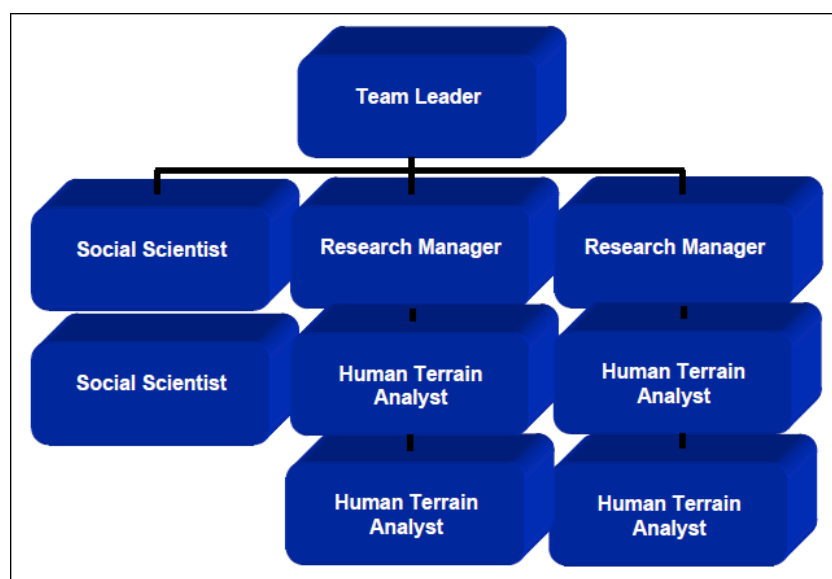 Team Leader
Social Scientist
Research Manager
Research Manager
Social Scientist
Human Terrain
Analyst
Human Terrain
Analyst
Human Terrain
Analyst
Human Terrain
Analyst